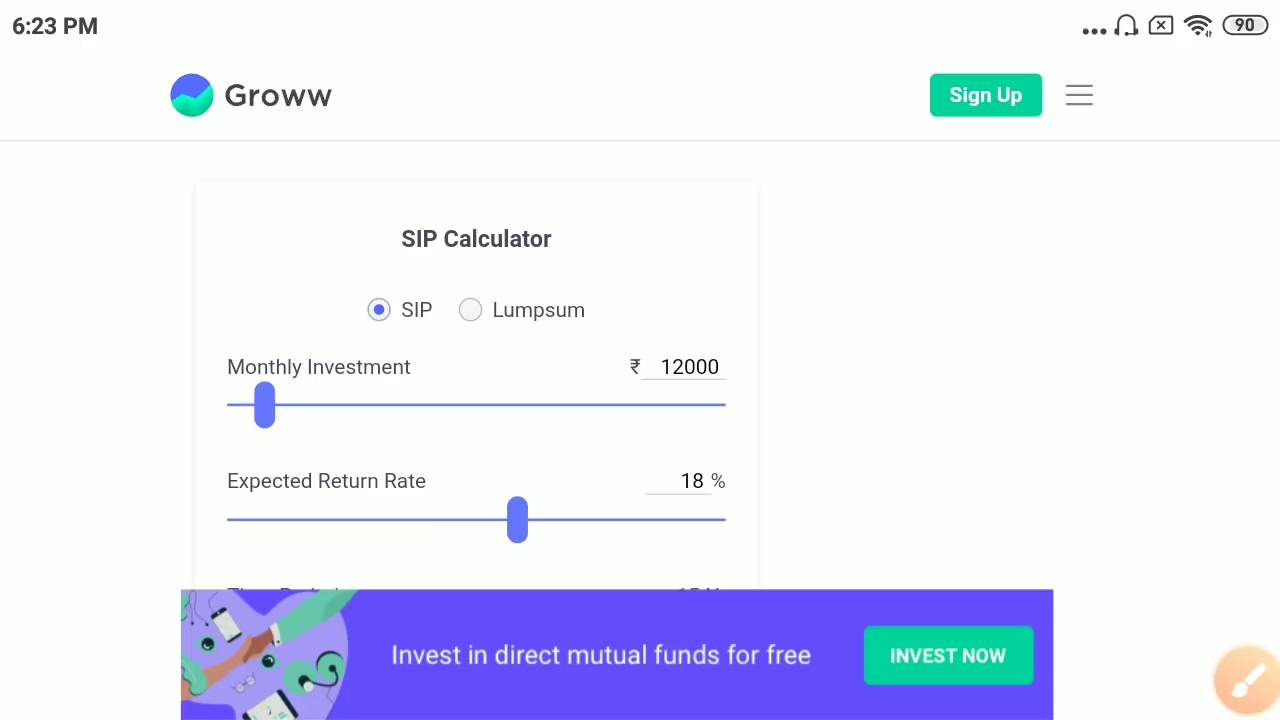 6:23 PM
90
Groww
Sign Up
SIP Calculator
SIP
Lumpsum
Monthly Investment
₹ 12000
Expected Return Rate
18 %
Invest in direct mutual funds for free
INVEST NOW